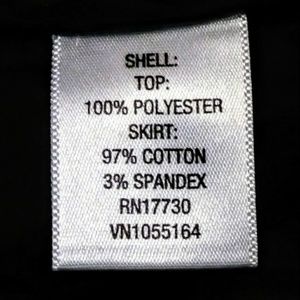 SHELL:
TOP:
100% POLYESTER
SKIRT:
97% COTTON
3% SPANDEX
RN17730
VN1055164